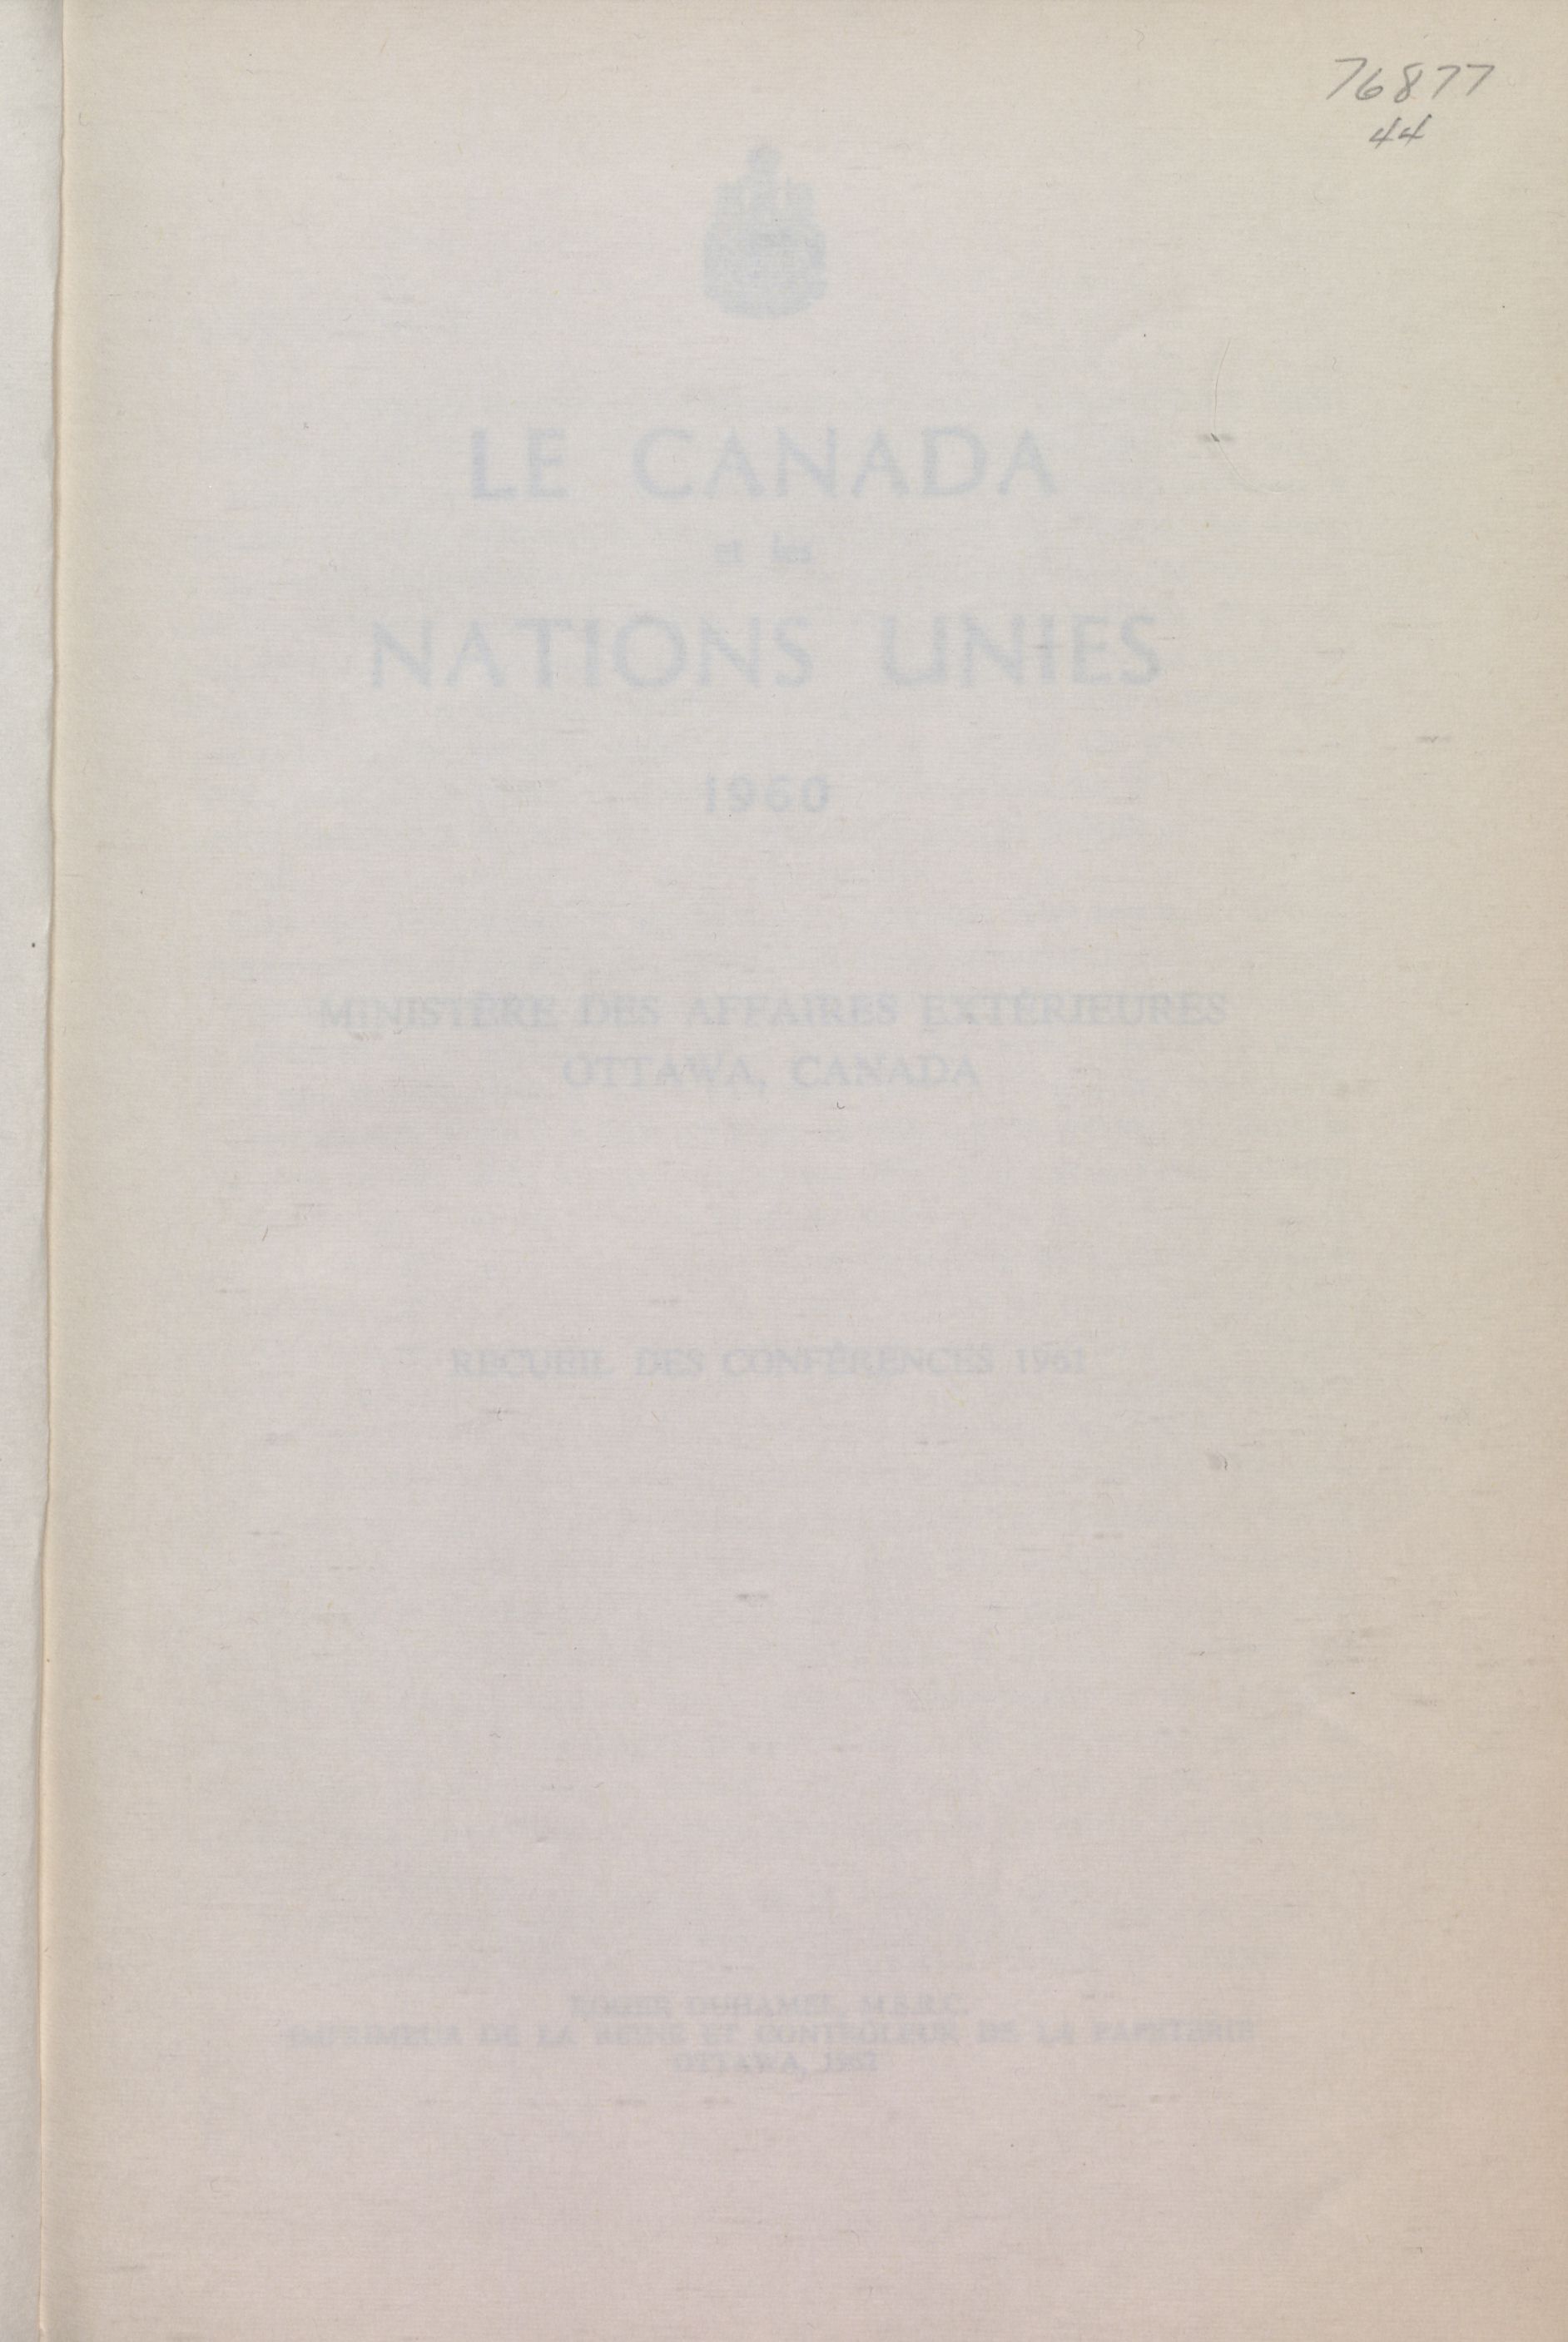 76877
44
LE CANADA
et les
NATIONS UNIES
1960
MINISTÈRE DES AFFAIRES EXTÉRIEURES
OTTAWA, CANADA
RECUEIL DES CONFÉRENCES 1961
ROGER DUHAMEL, M.S.R.C.
IMPRIMEUR DE LA REINE ET CONTRÔLEUR DE LA PAPETERIE
OTTAWA, 1961